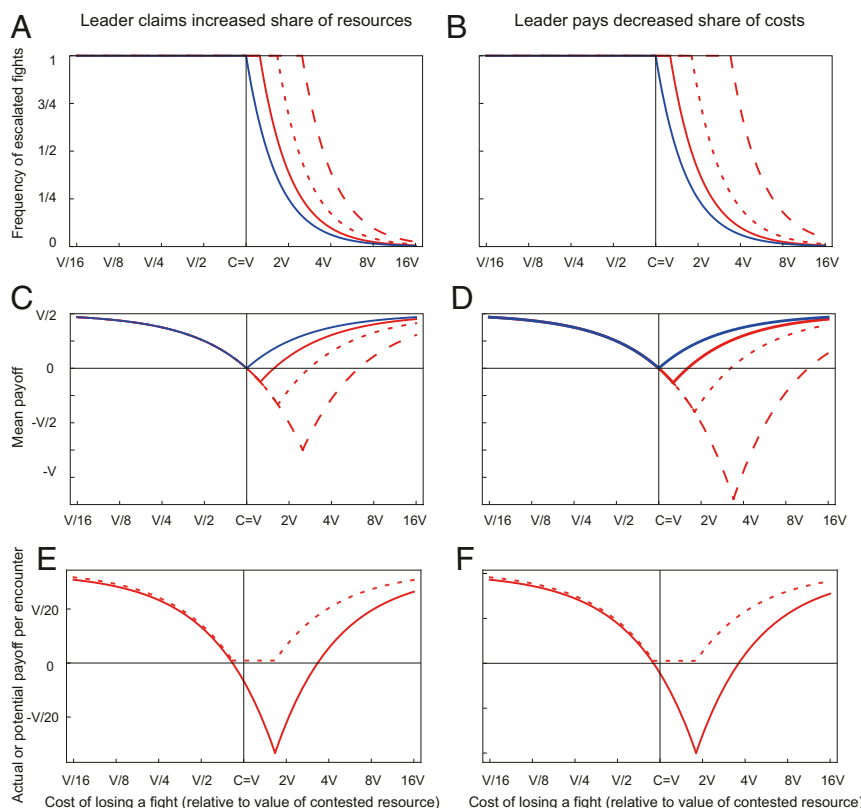 Leader claims increased share of resources
Leader pays decreased share of costs
A
B
Frequency of escalated fights
1
3/4
1/2
1/4
0
V/16 V/8 V/4 V/2 C=V 2V 4V 8V 16V
V/16 V/8 V/4 V/2 C=V 2V 4V 8V 16V
C
D
Mean payoff
V/2
0
-V/2
-V
V/16 V/8 V/4 V/2 C=V 2V 4V 8V 16V
V/16 V/8 V/4 V/2 C=V 2V 4V 8V 16V
E
F
Actual or potential payoff per encounter
V/20
0
-V/20
V/16 V/8 V/4 V/2 C=V 2V 4V 8V 16V
V/16 V/8 V/4 V/2 C=V 2V 4V 8V 16V
Cost of losing a fight (relative to value of contested resource)
Cost of losing a fight (relative to value of contested resource)